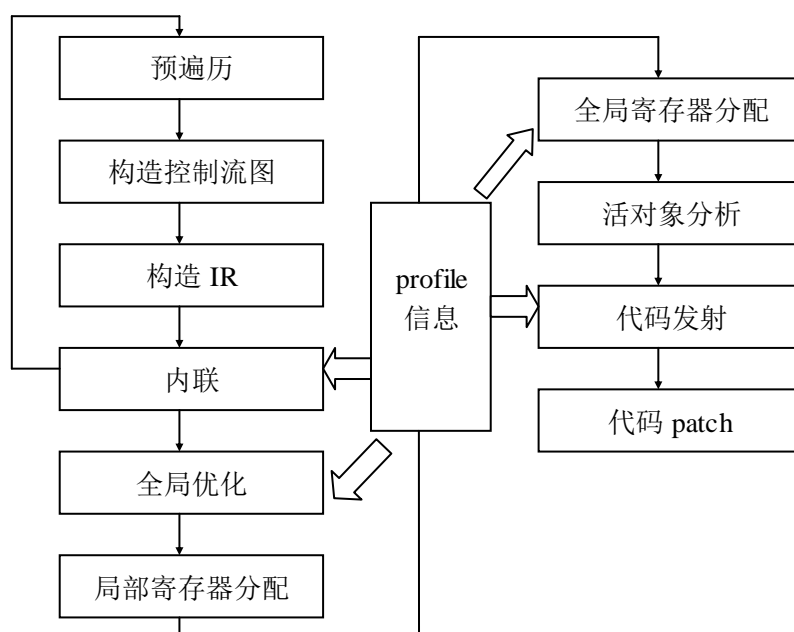 预遍历
构造控制流图
构造 IR
内联
全局优化
局部寄存器分配
profile
信息
全局寄存器分配
活对象分析
代码发射
代码 patch